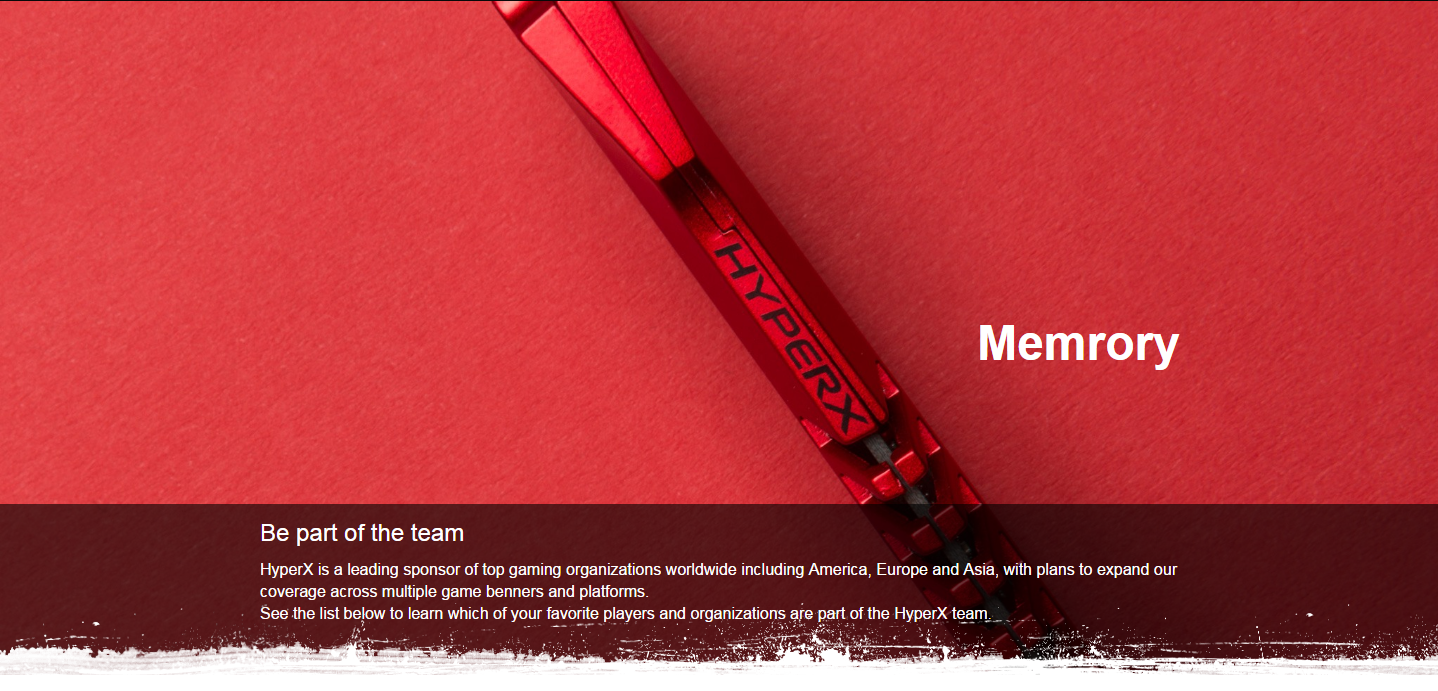 HYPERX
Memrory
Be part of the team
HyperX is a leading sponsor of top gaming organizations worldwide including America, Europe and Asia, with plans to expand our
coverage across multiple game benners and platforms.
See the list below to learn which of your favorite players and organizations are part of the HyperX team.